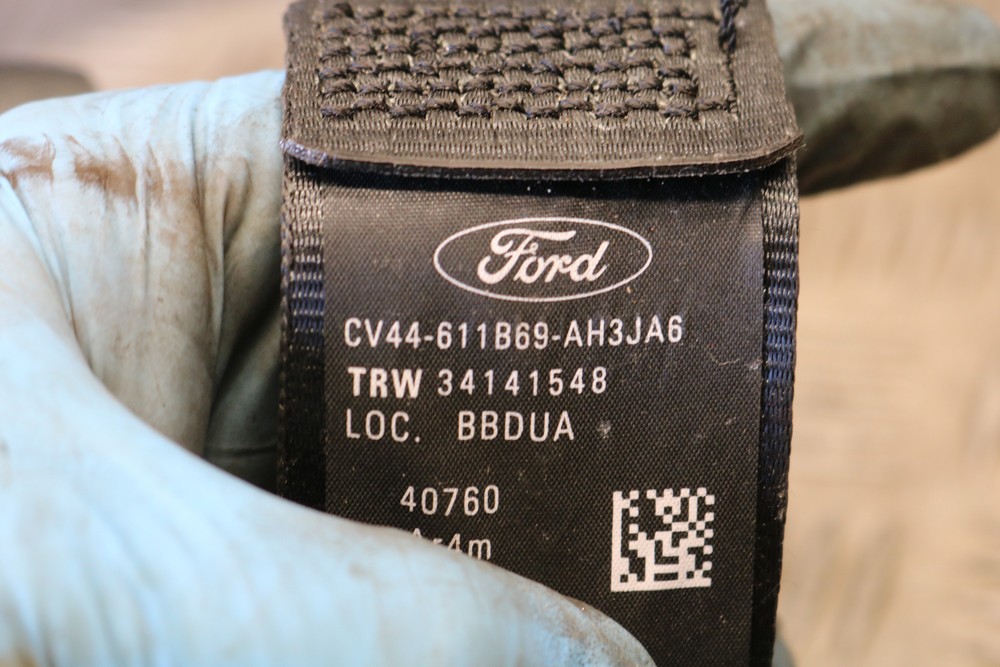 Ford
CV44-611B69-AH3JA6
TRW 34141548
LOC. BBDUA
40760